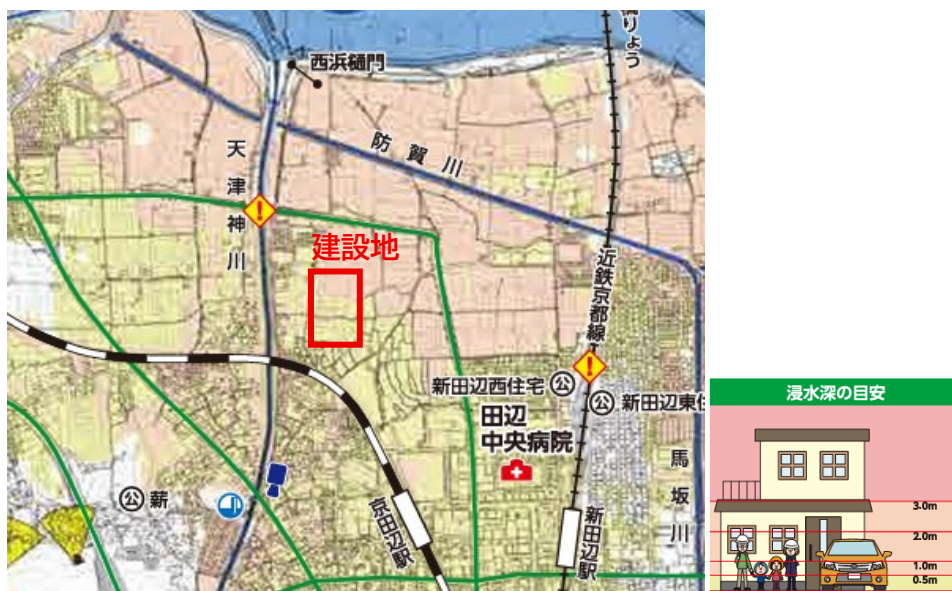 西浜樋門
防賀川
天津神川
建設地
近鉄京都線
新田辺西住宅 公
公 新田辺東住
田辺
中央病院
馬坂川
公 薪
京田辺駅
新田辺駅
浸水深の目安
3.0m
2.0m
1.0m
0.5m